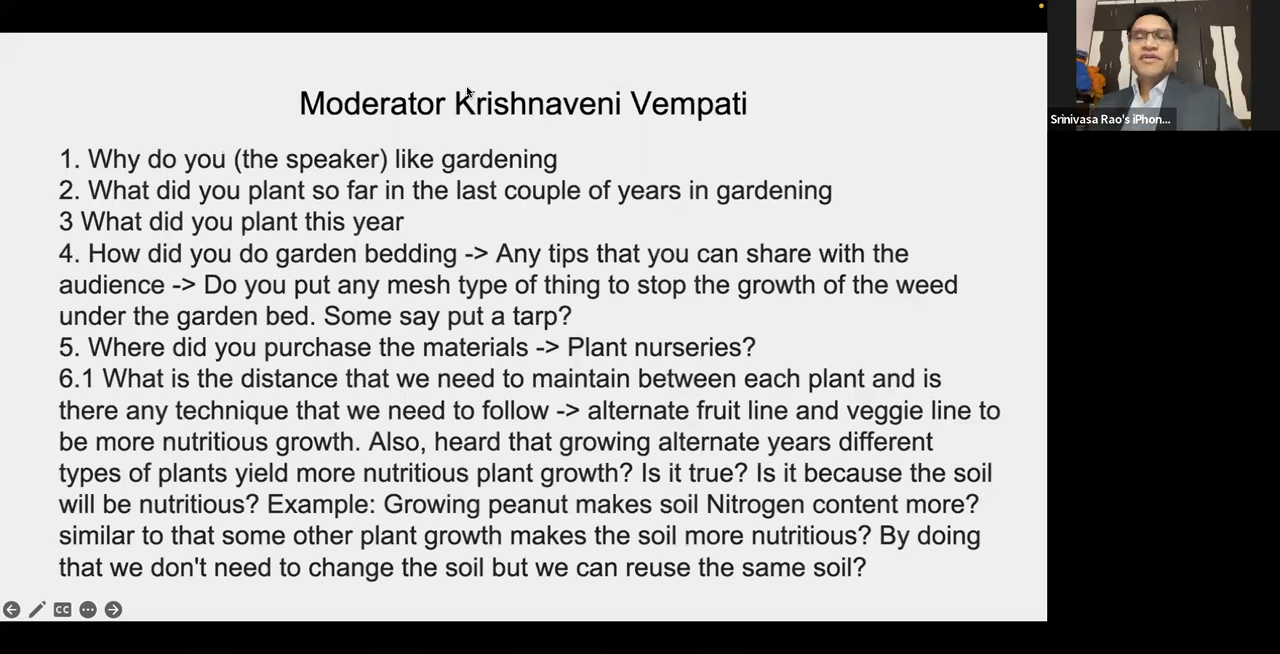 Moderator Krishnaveni Vempati
1. Why do you (the speaker) like gardening
2. What did you plant so far in the last couple of years in gardening
3 What did you plant this year
4. How did you do garden bedding -> Any tips that you can share with the
audience -> Do you put any mesh type of thing to stop the growth of the weed
under the garden bed. Some say put a tarp?
5. Where did you purchase the materials -> Plant nurseries?
6.1 What is the distance that we need to maintain between each plant and is
there any technique that we need to follow -> alternate fruit line and veggie line to
be more nutritious growth. Also, heard that growing alternate years different
types of plants yield more nutritious plant growth? Is it true? Is it because the soil
will be nutritious? Example: Growing peanut makes soil Nitrogen content more?
similar to that some other plant growth makes the soil more nutritious? By doing
that we don't need to change the soil but we can reuse the same soil?
CC
Srinivasa Rao's iPhon...